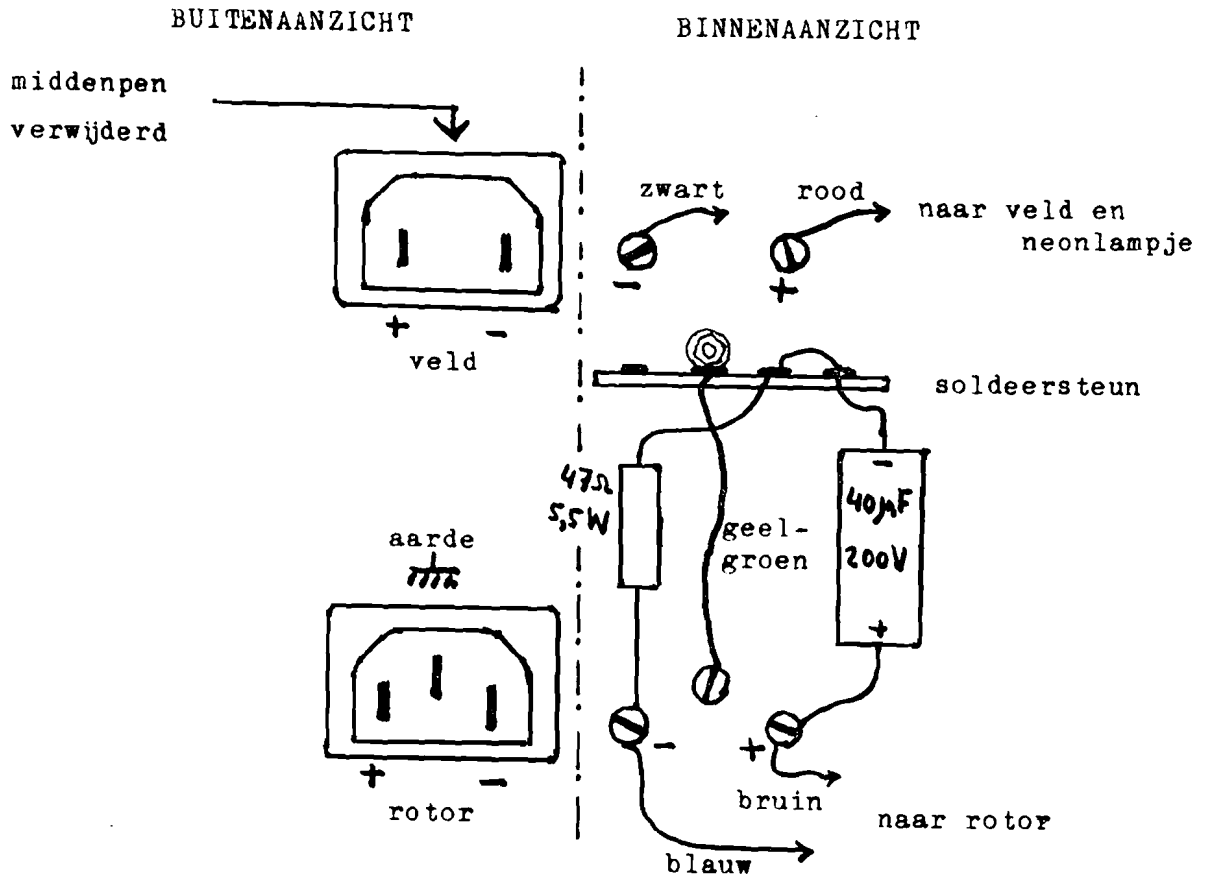 BUITENAANZICHT
BINNENAANZICHT
middenpen
verwijderd
zwart
rood
naar veld en
neonlampje
-
+
+ -
veld
soldeersteun
47Ω
5,5W
-
40µF
200V
+
geel-
groen
aarde
-
+
+ -
rotor
bruin
naar rotor
blauw